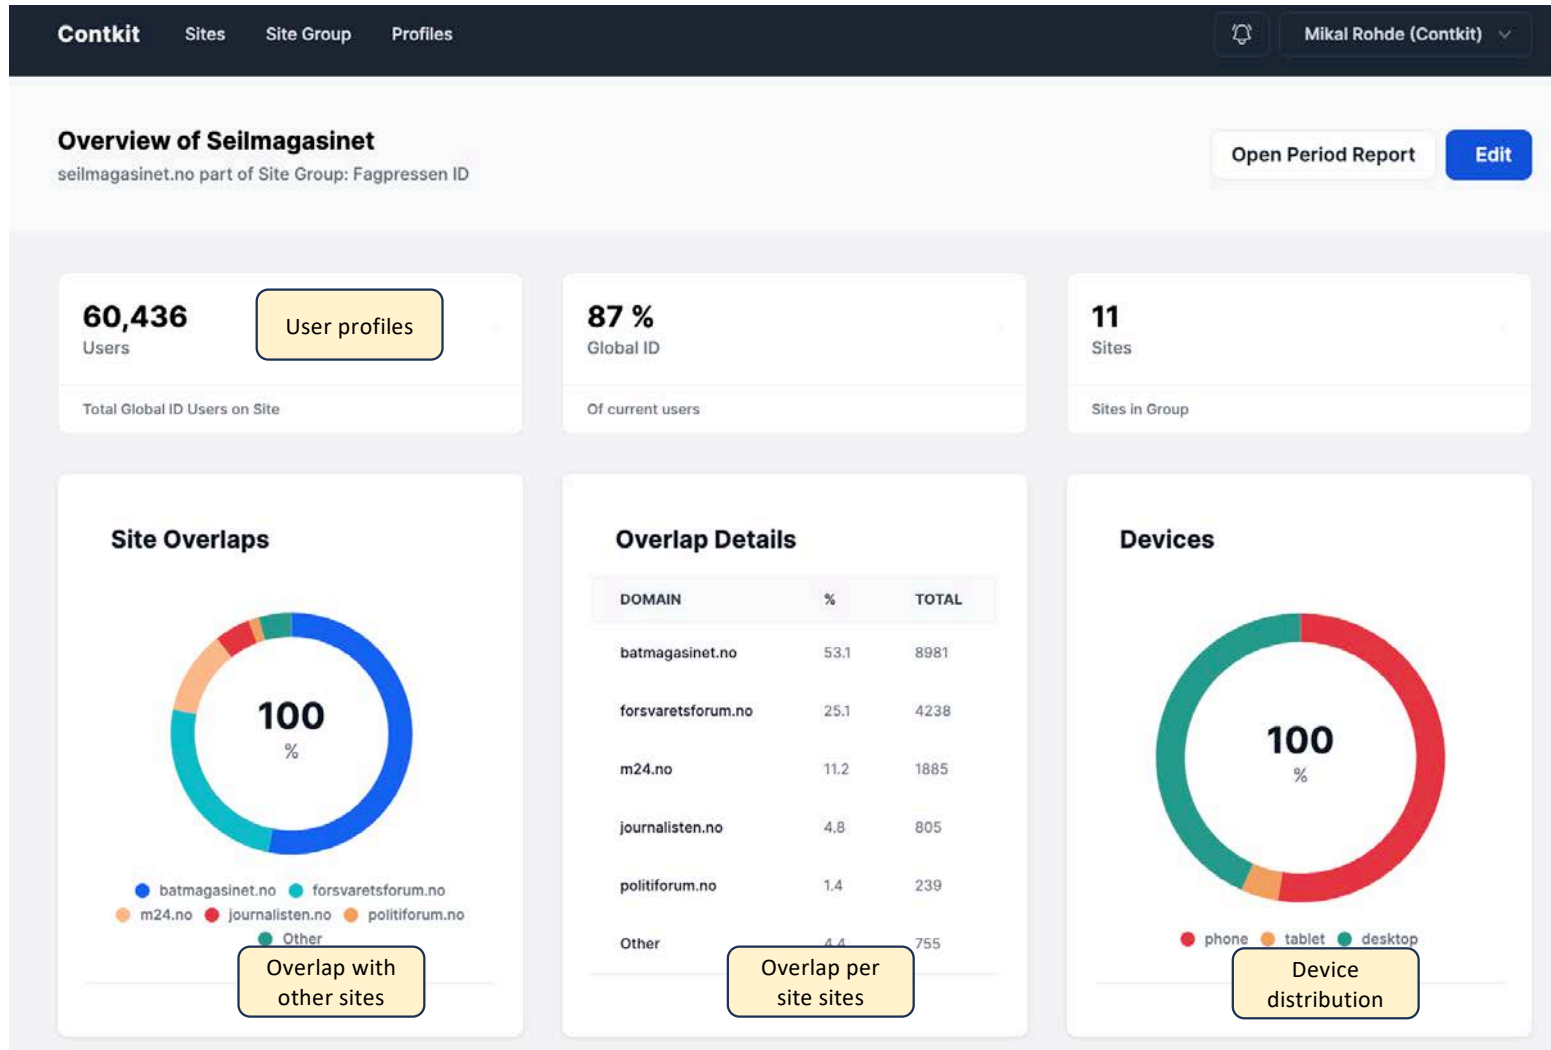 Contkit Sites Site Group Profiles Mikal Rohde (Contkit)
Overview of Seilmagasinet
seilmagasinet.no part of Site Group: Fagpressen ID
Open Period Report Edit
60,436
Users
User profiles
Total Global ID Users on Site
87 %
Global ID
Of current users
11
Sites
Sites in Group
Site Overlaps
100
%
batmagasinet.no forsvaretsforum.no
m24.no journalisten.no politiforum.no
Other
Overlap with
other sites
Overlap Details
DOMAIN % TOTAL
batmagasinet.no 53.1 8981
forsvaretsforum.no 25.1 4238
m24.no 11.2 1885
journalisten.no 4.8 805
politiforum.no 1.4 239
Other 4.4 755
Overlap per
site sites
Devices
100
%
phone tablet desktop
Device
distribution